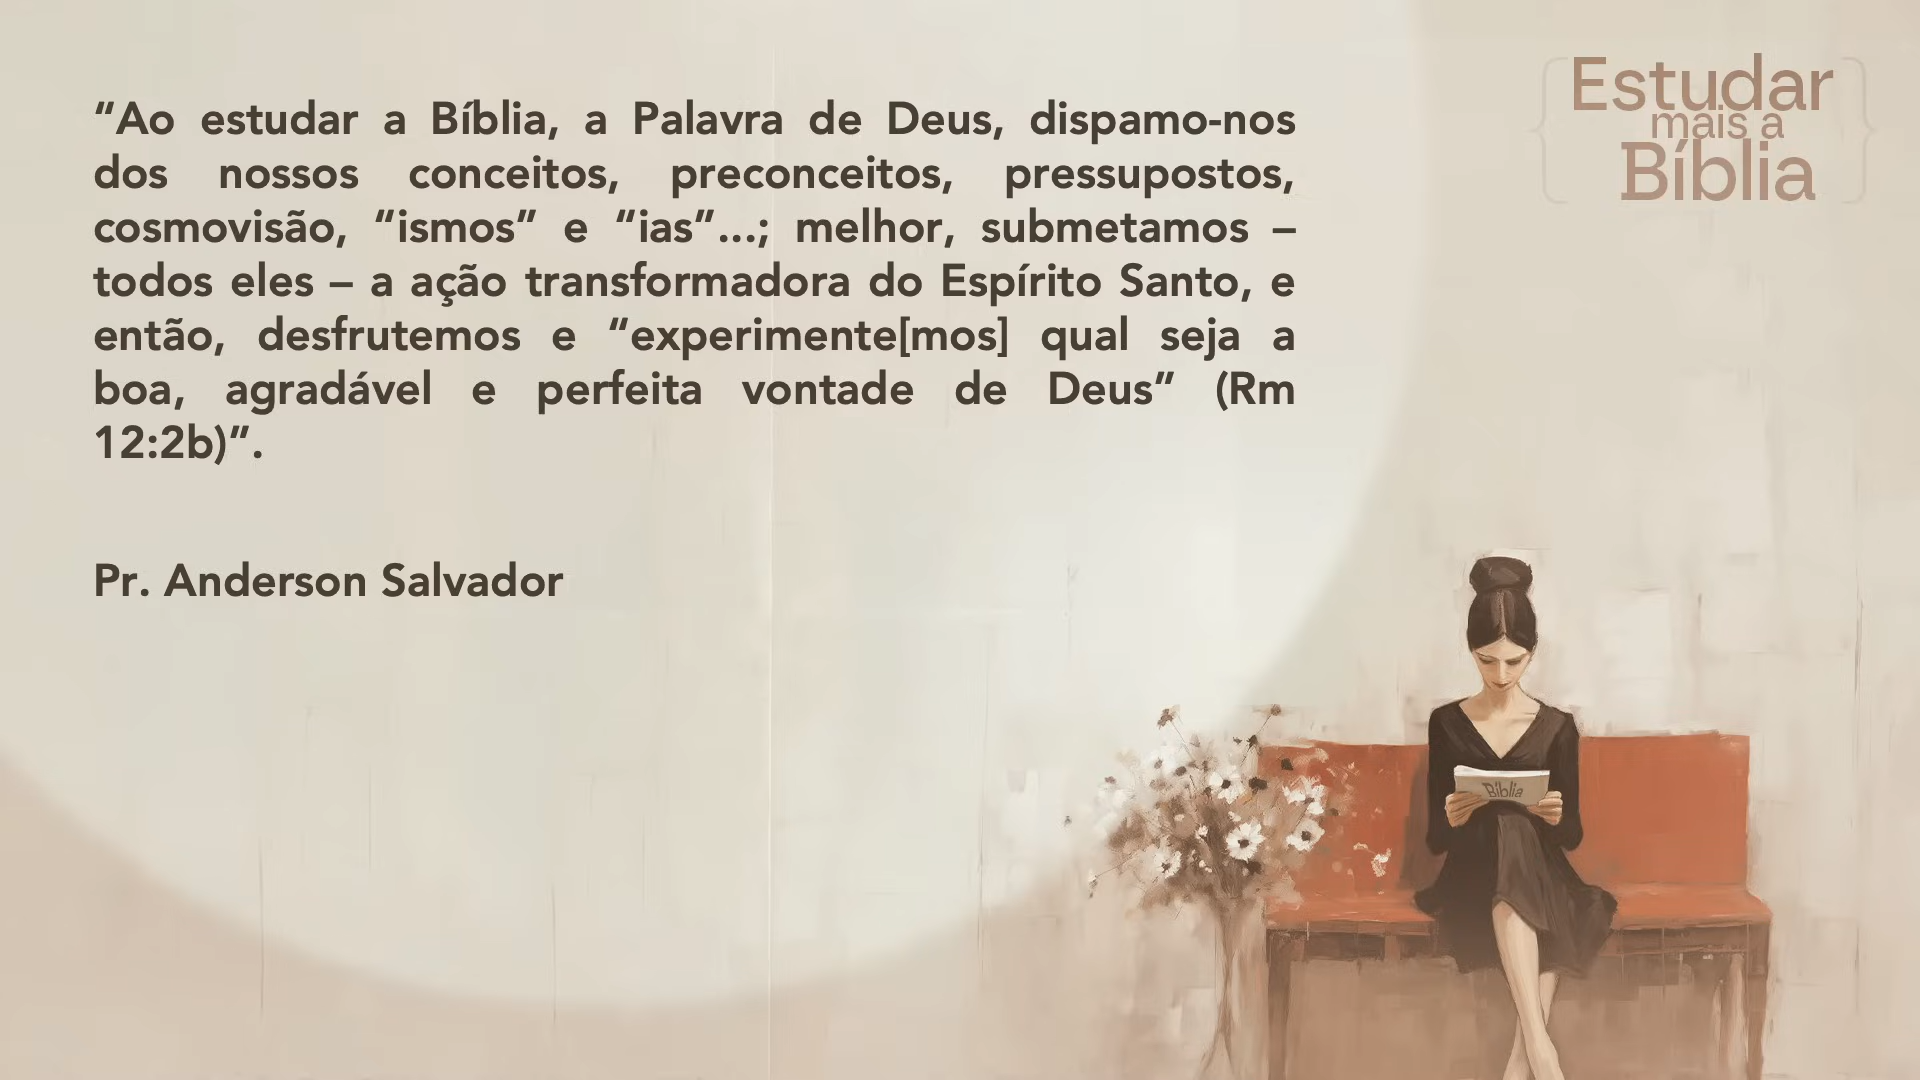 “Ao estudar a Bíblia, a Palavra de Deus, dispamo-nos
dos nossos conceitos, preconceitos, pressupostos,
cosmovisão, “ismos” e “ias”...; melhor, submetamos –
todos eles – a ação transformadora do Espírito Santo, e
então, desfrutemos e “experimente[mos] qual seja a
boa, agradável e perfeita vontade de Deus” (Rm
12:2b)”.
Pr. Anderson Salvador
Estudar
mais a
Bíblia
Bíblia